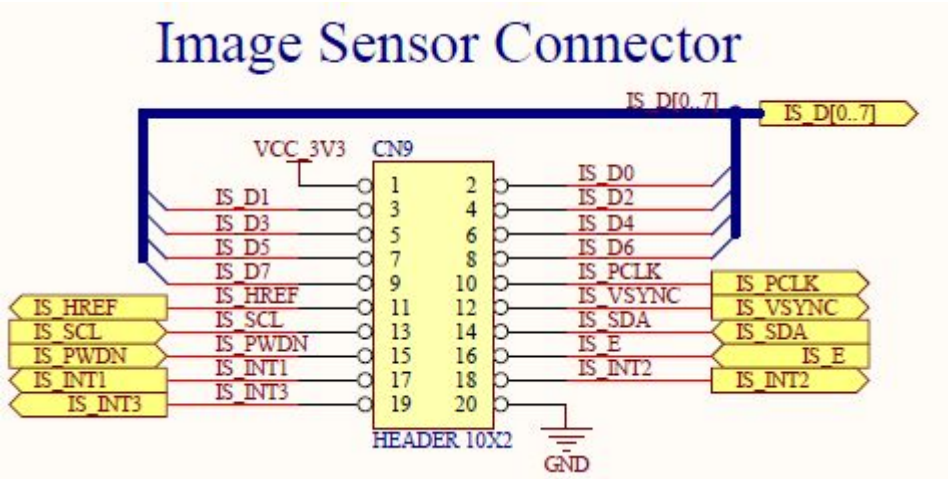 Image Sensor Connector
IS_D[0..7]
IS_D[0..7]
VCC_3V3 CN9
1 2 IS_D0
IS_D1 3 4 IS_D2
IS_D3 5 6 IS_D4
IS_D5 7 8 IS_D6
IS_D7 9 10 IS_PCLK IS_PCLK
IS_HREF IS_HREF 11 12 IS_VSYNC IS_VSYNC
IS_SCL IS_SCL 13 14 IS_SDA IS_SDA
IS_PWDN IS_PWDN 15 16 IS_E IS_E
IS_INT1 IS_INT1 17 18 IS_INT2 IS_INT2
IS_INT3 IS_INT3 19 20
HEADER 10X2
GND